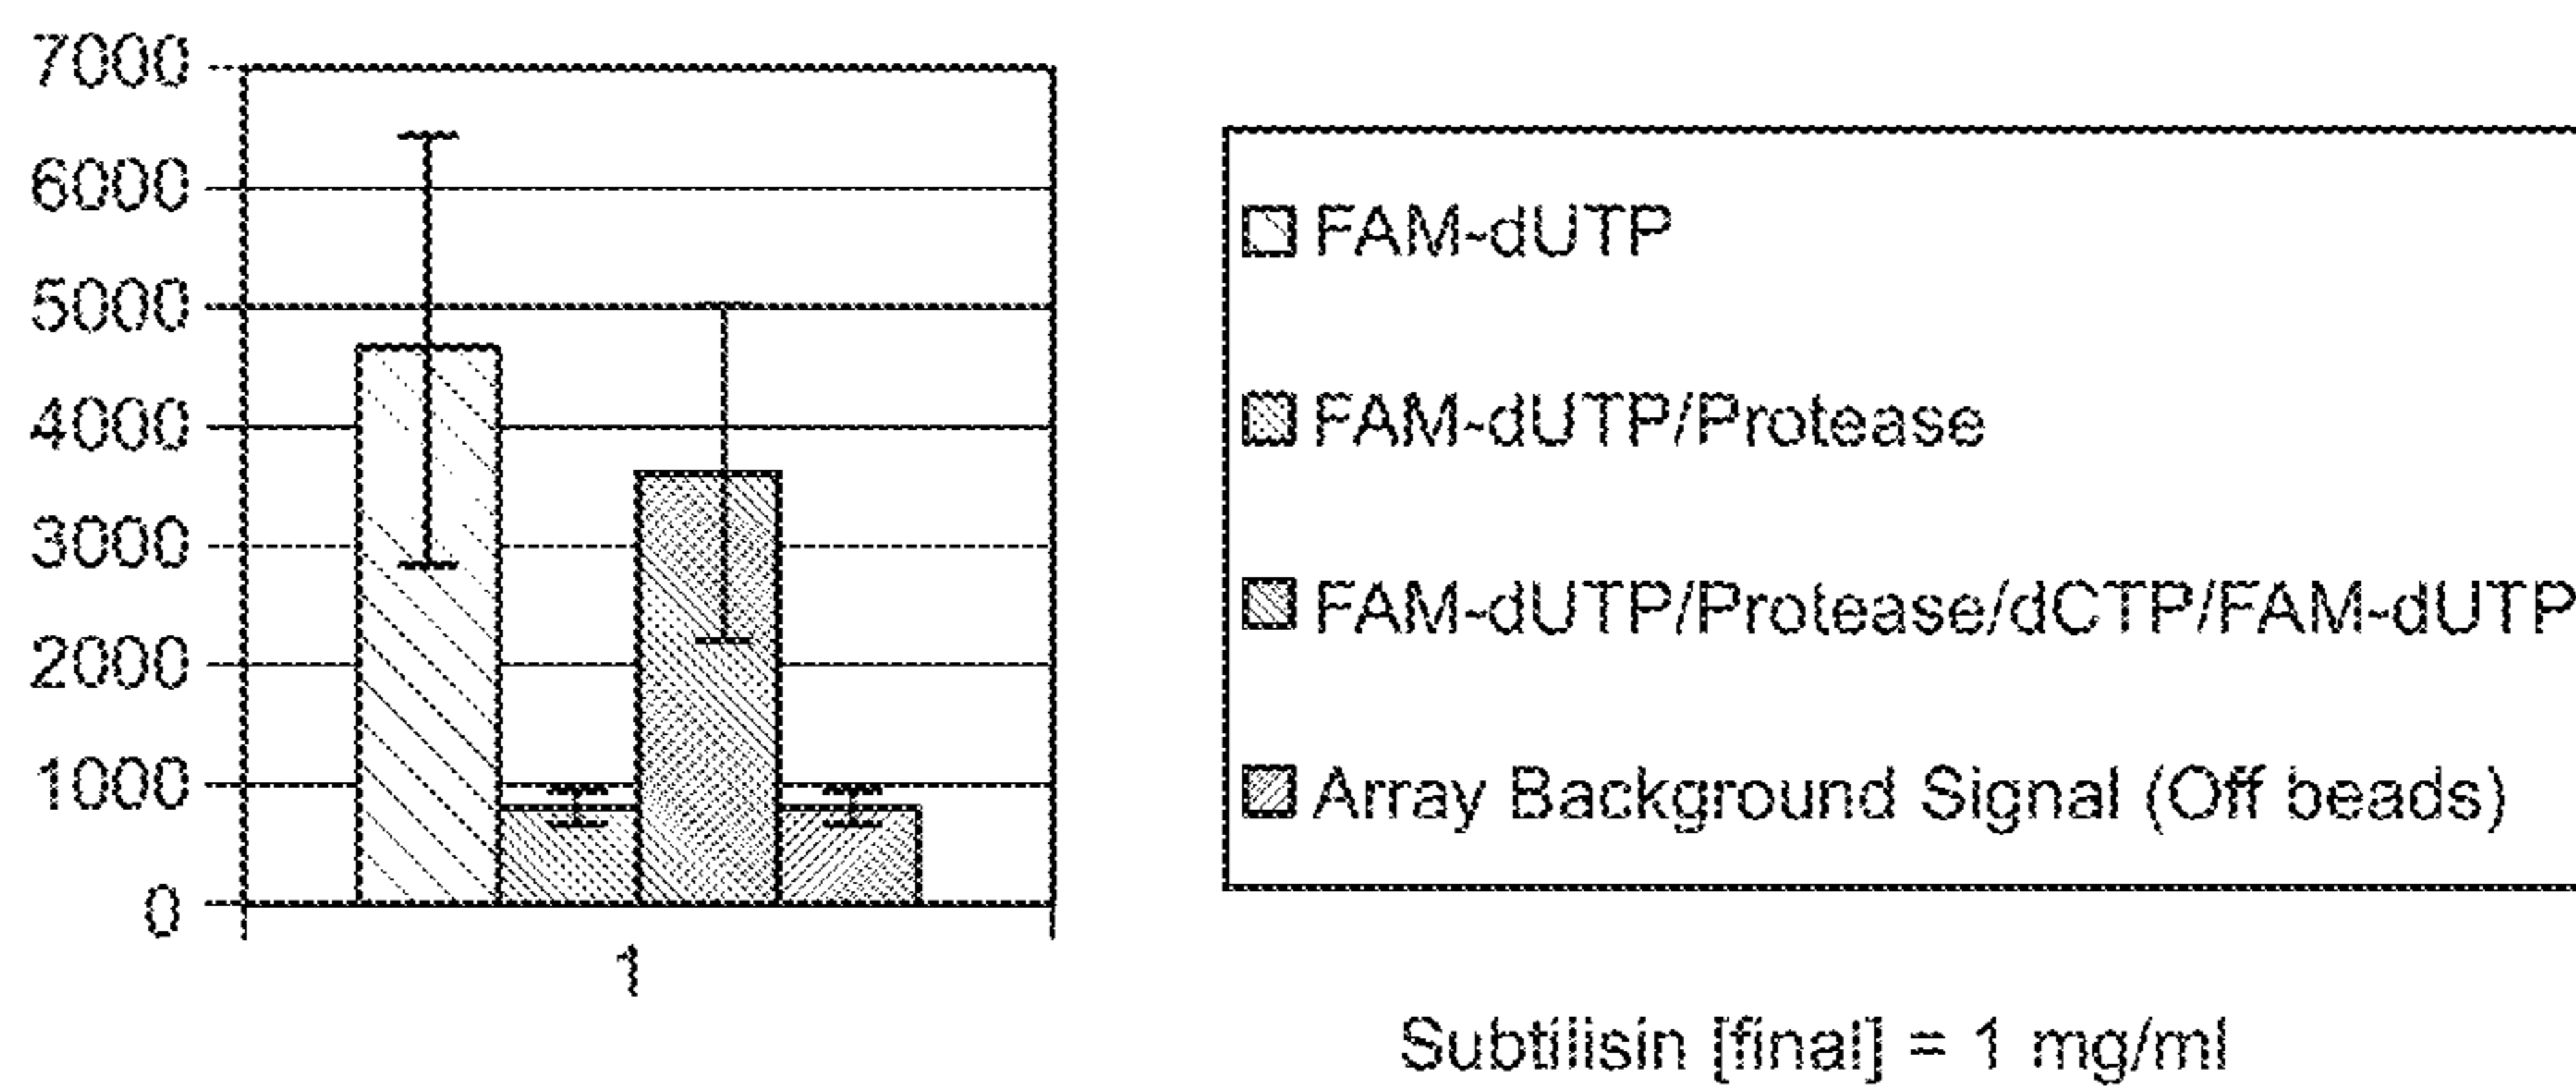 7000
6000
5000
4000
3000
2000
1000
0
1
FAM-dUTP
FAM-dUTP/Protease
FAM-dUTP/Protease/dCTP/FAM-dUTP
Array Background Signal (Off beads)
Subtilisin [final] = 1 mg/ml